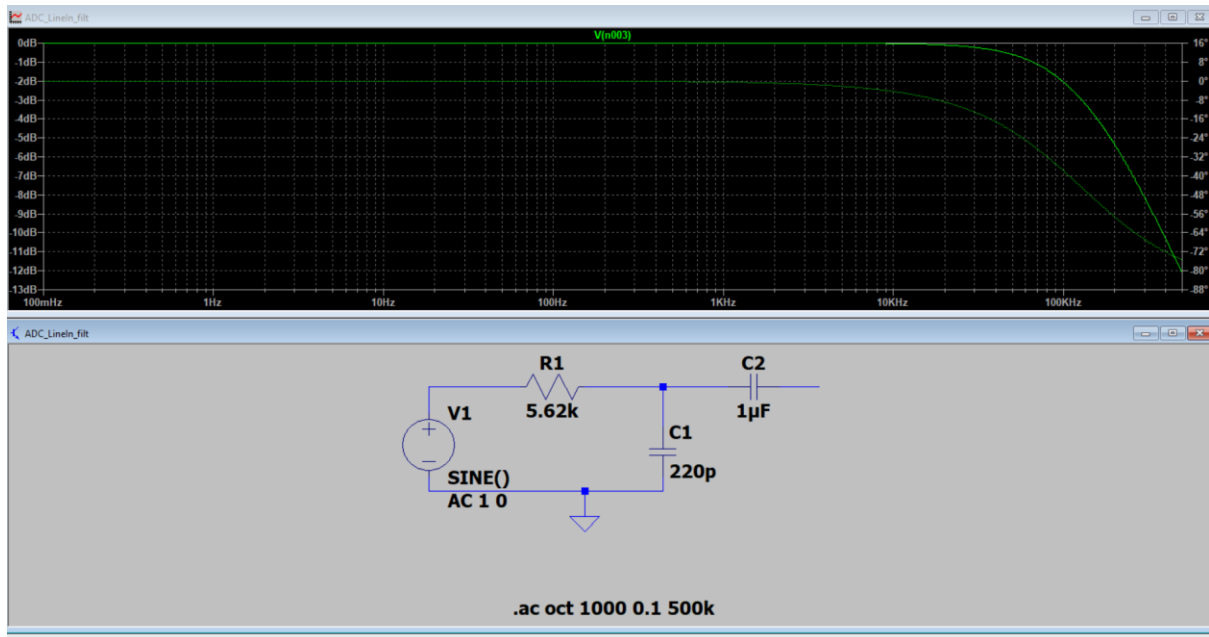 ADC_LineIn_filt
V(n003)
0dB 16°
-1dB 8°
-2dB 0°
-3dB -8°
-4dB -16°
-5dB -24°
-6dB -32°
-7dB -40°
-8dB -48°
-9dB -56°
-10dB -64°
-11dB -72°
-12dB -80°
-13dB -88°
100mHz 1Hz 10Hz 100Hz 1KHz 10KHz 100KHz
ADC_LineIn_filt
R1 C2
5.62k 1µF
V1 C1
SINE() 220p
AC 1 0
.ac oct 1000 0.1 500k